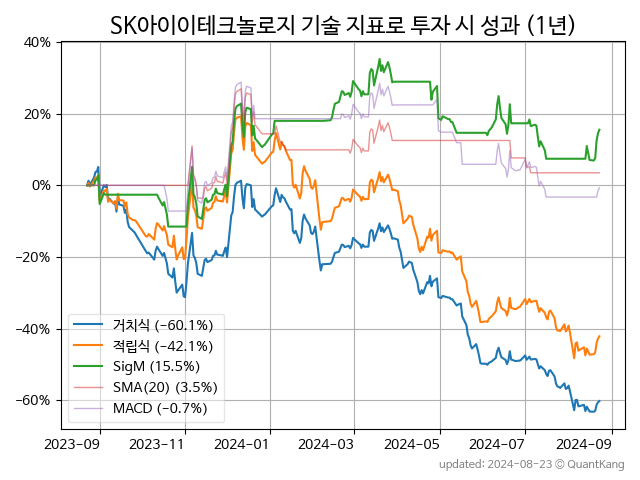 SK아이이테크놀로지 기술 지표로 투자 시 성과 (1년)
40%
20%
0%
−20%
−40%
−60%
거치식 (−60.1%)
적립식 (−42.1%)
SigM (15.5%)
SMA(20) (3.5%)
MACD (−0.7%)
2023-09 2023-11 2024-01 2024-03 2024-05 2024-07 2024-09
updated: 2024-08-23 © QuantKang